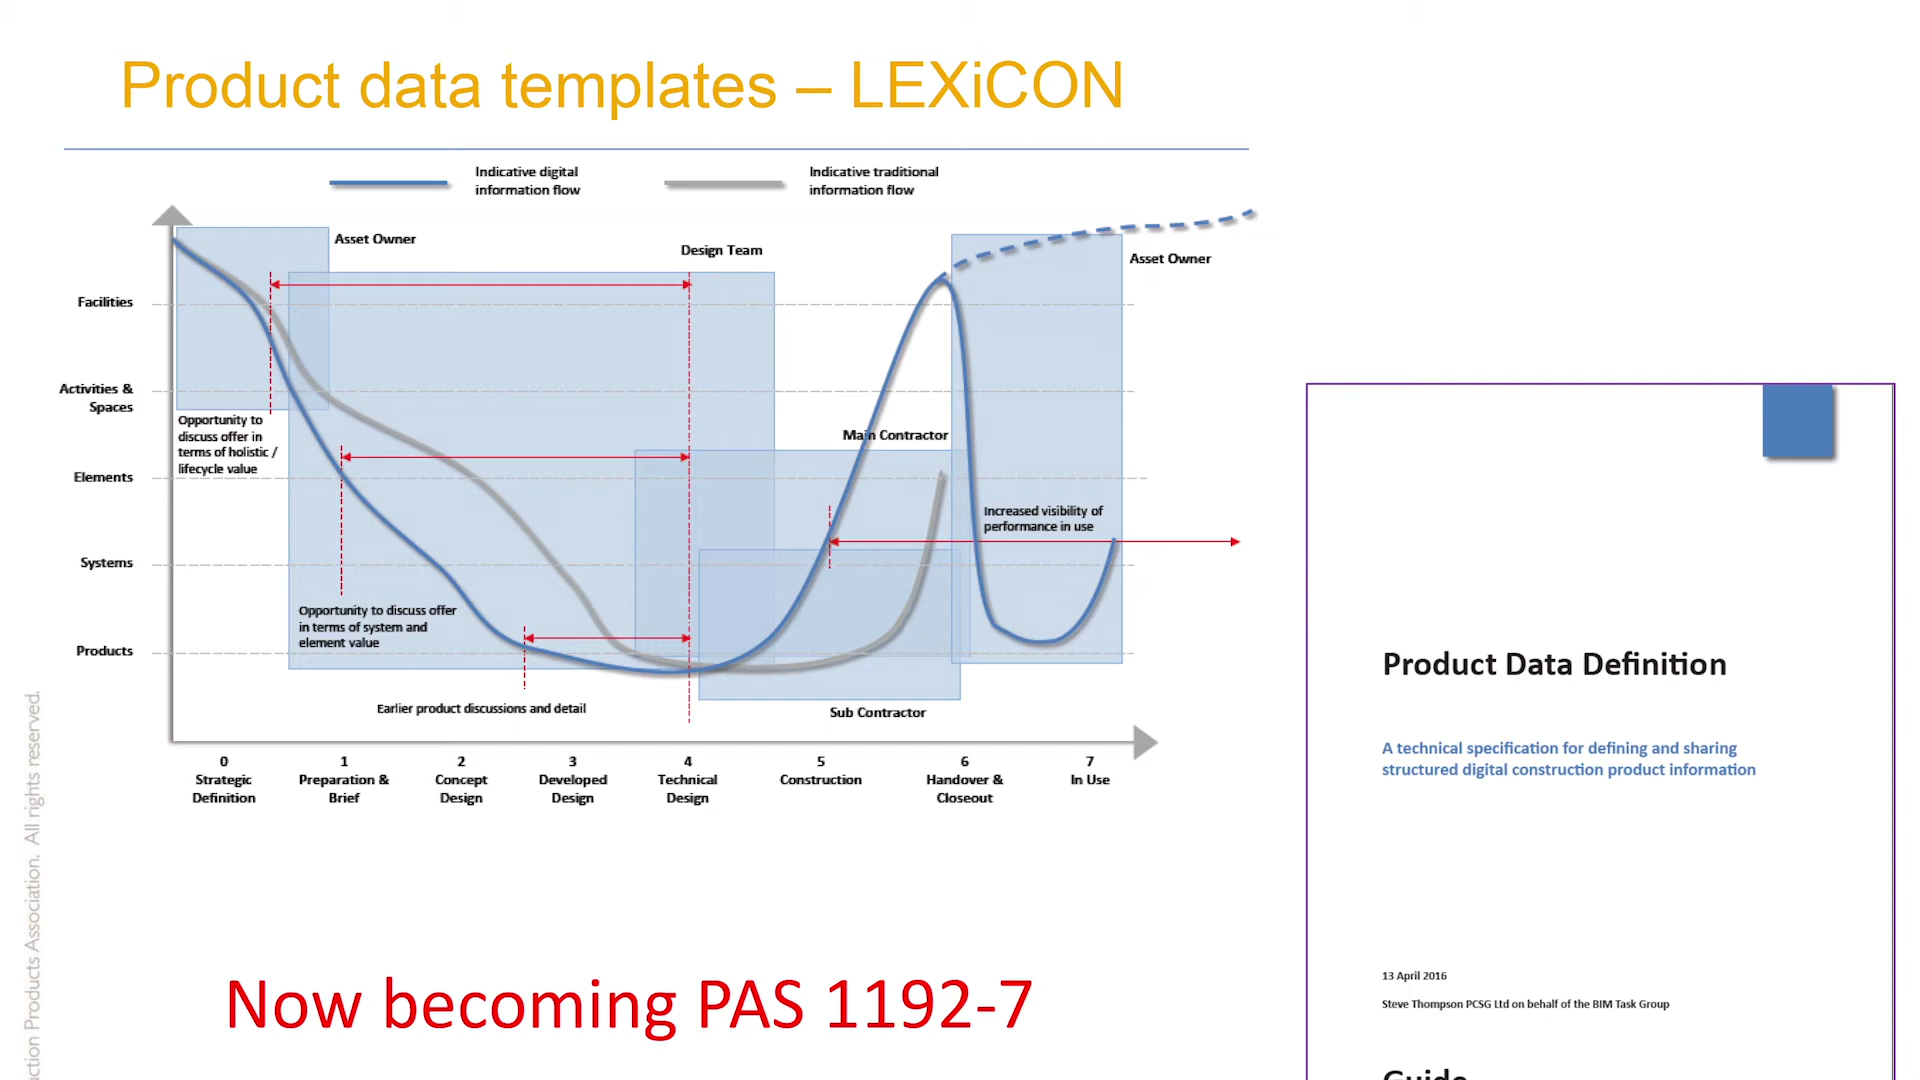 Product data templates – LEXiCON
Indicative digital
information flow
Indicative traditional
information flow
Asset Owner
Design Team
Asset Owner
Facilities
Activities &
Spaces
Elements
Systems
Products
Opportunity to
discuss offer in
terms of holistic /
lifecycle value
Main Contractor
Increased visibility of
performance in use
Opportunity to discuss offer
in terms of system and
element value
Earlier product discussions and detail
Sub Contractor
0
Strategic
Definition
1
Preparation &
Brief
2
Concept
Design
3
Developed
Design
4
Technical
Design
5
Construction
6
Handover &
Closeout
7
In Use
Now becoming PAS 1192-7
Product Data Definition
A technical specification for defining and sharing
structured digital construction product information
13 April 2016
Steve Thompson PCSG Ltd on behalf of the BIM Task Group
Guide
uction Products Association. All rights reserved.